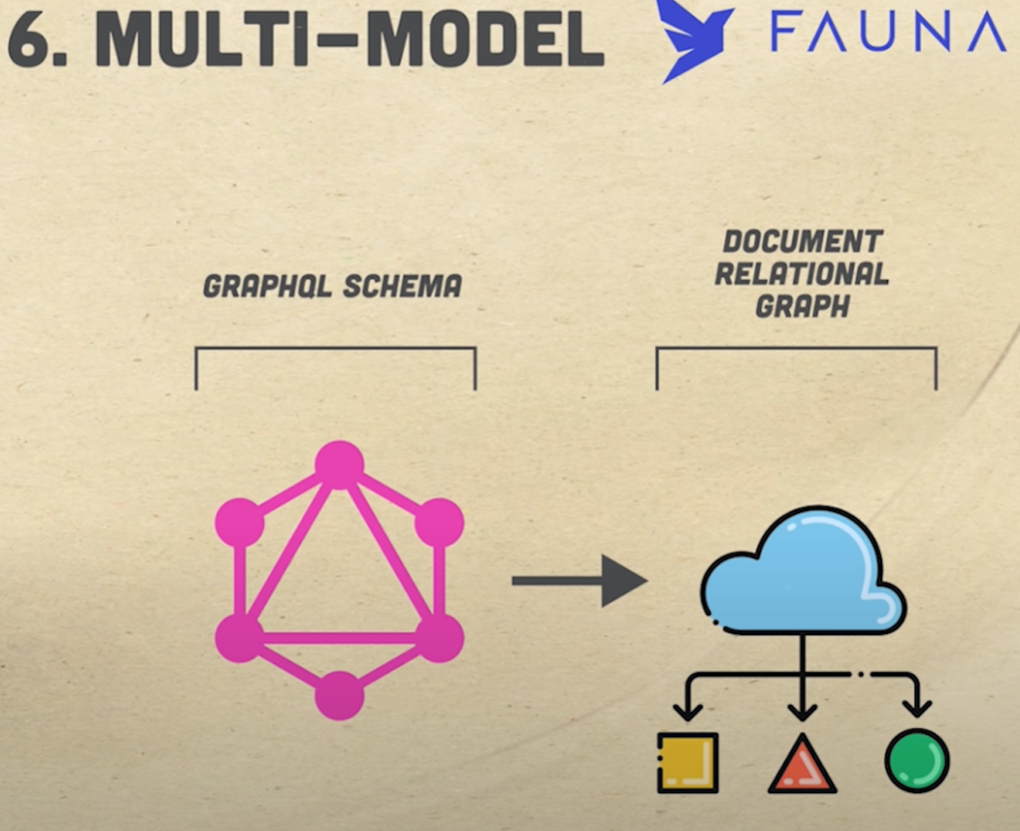 6. MULTI-MODEL
FAUNA
GRAPHQL SCHEMA
DOCUMENT
RELATIONAL
GRAPH